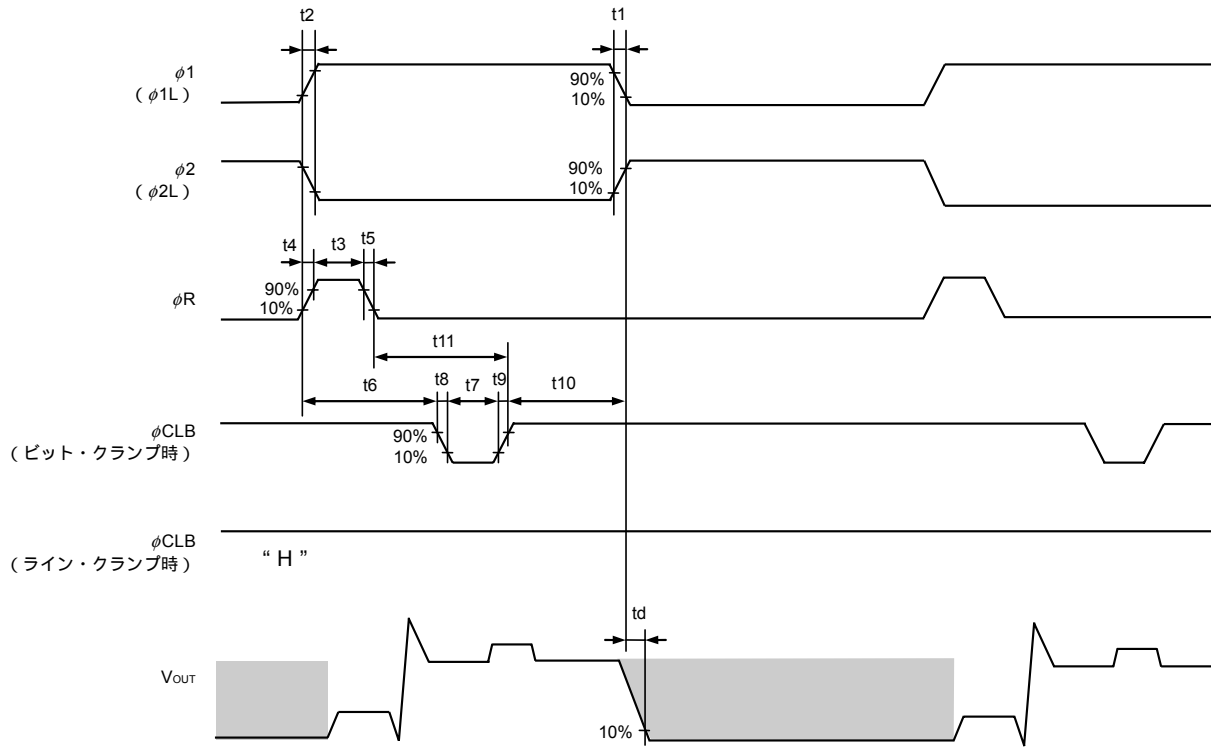 t2
t1
φ1
（φ1L）
90%
10%
φ2
（φ2L）
90%
10%
t4
t3
t5
φR
90%
10%
t11
t6
t8
t7
t9
t10
φCLB
（ビット・クランプ時）
90%
10%
φCLB
（ライン・クランプ時）
“ H ”
td
VOUT
10%